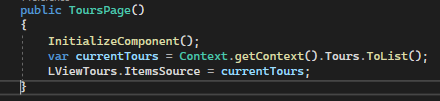 public ToursPage()
{
InitializeComponent();
var currentTours = Context.getContext().Tours.ToList();
LViewTours.ItemsSource = currentTours;
}